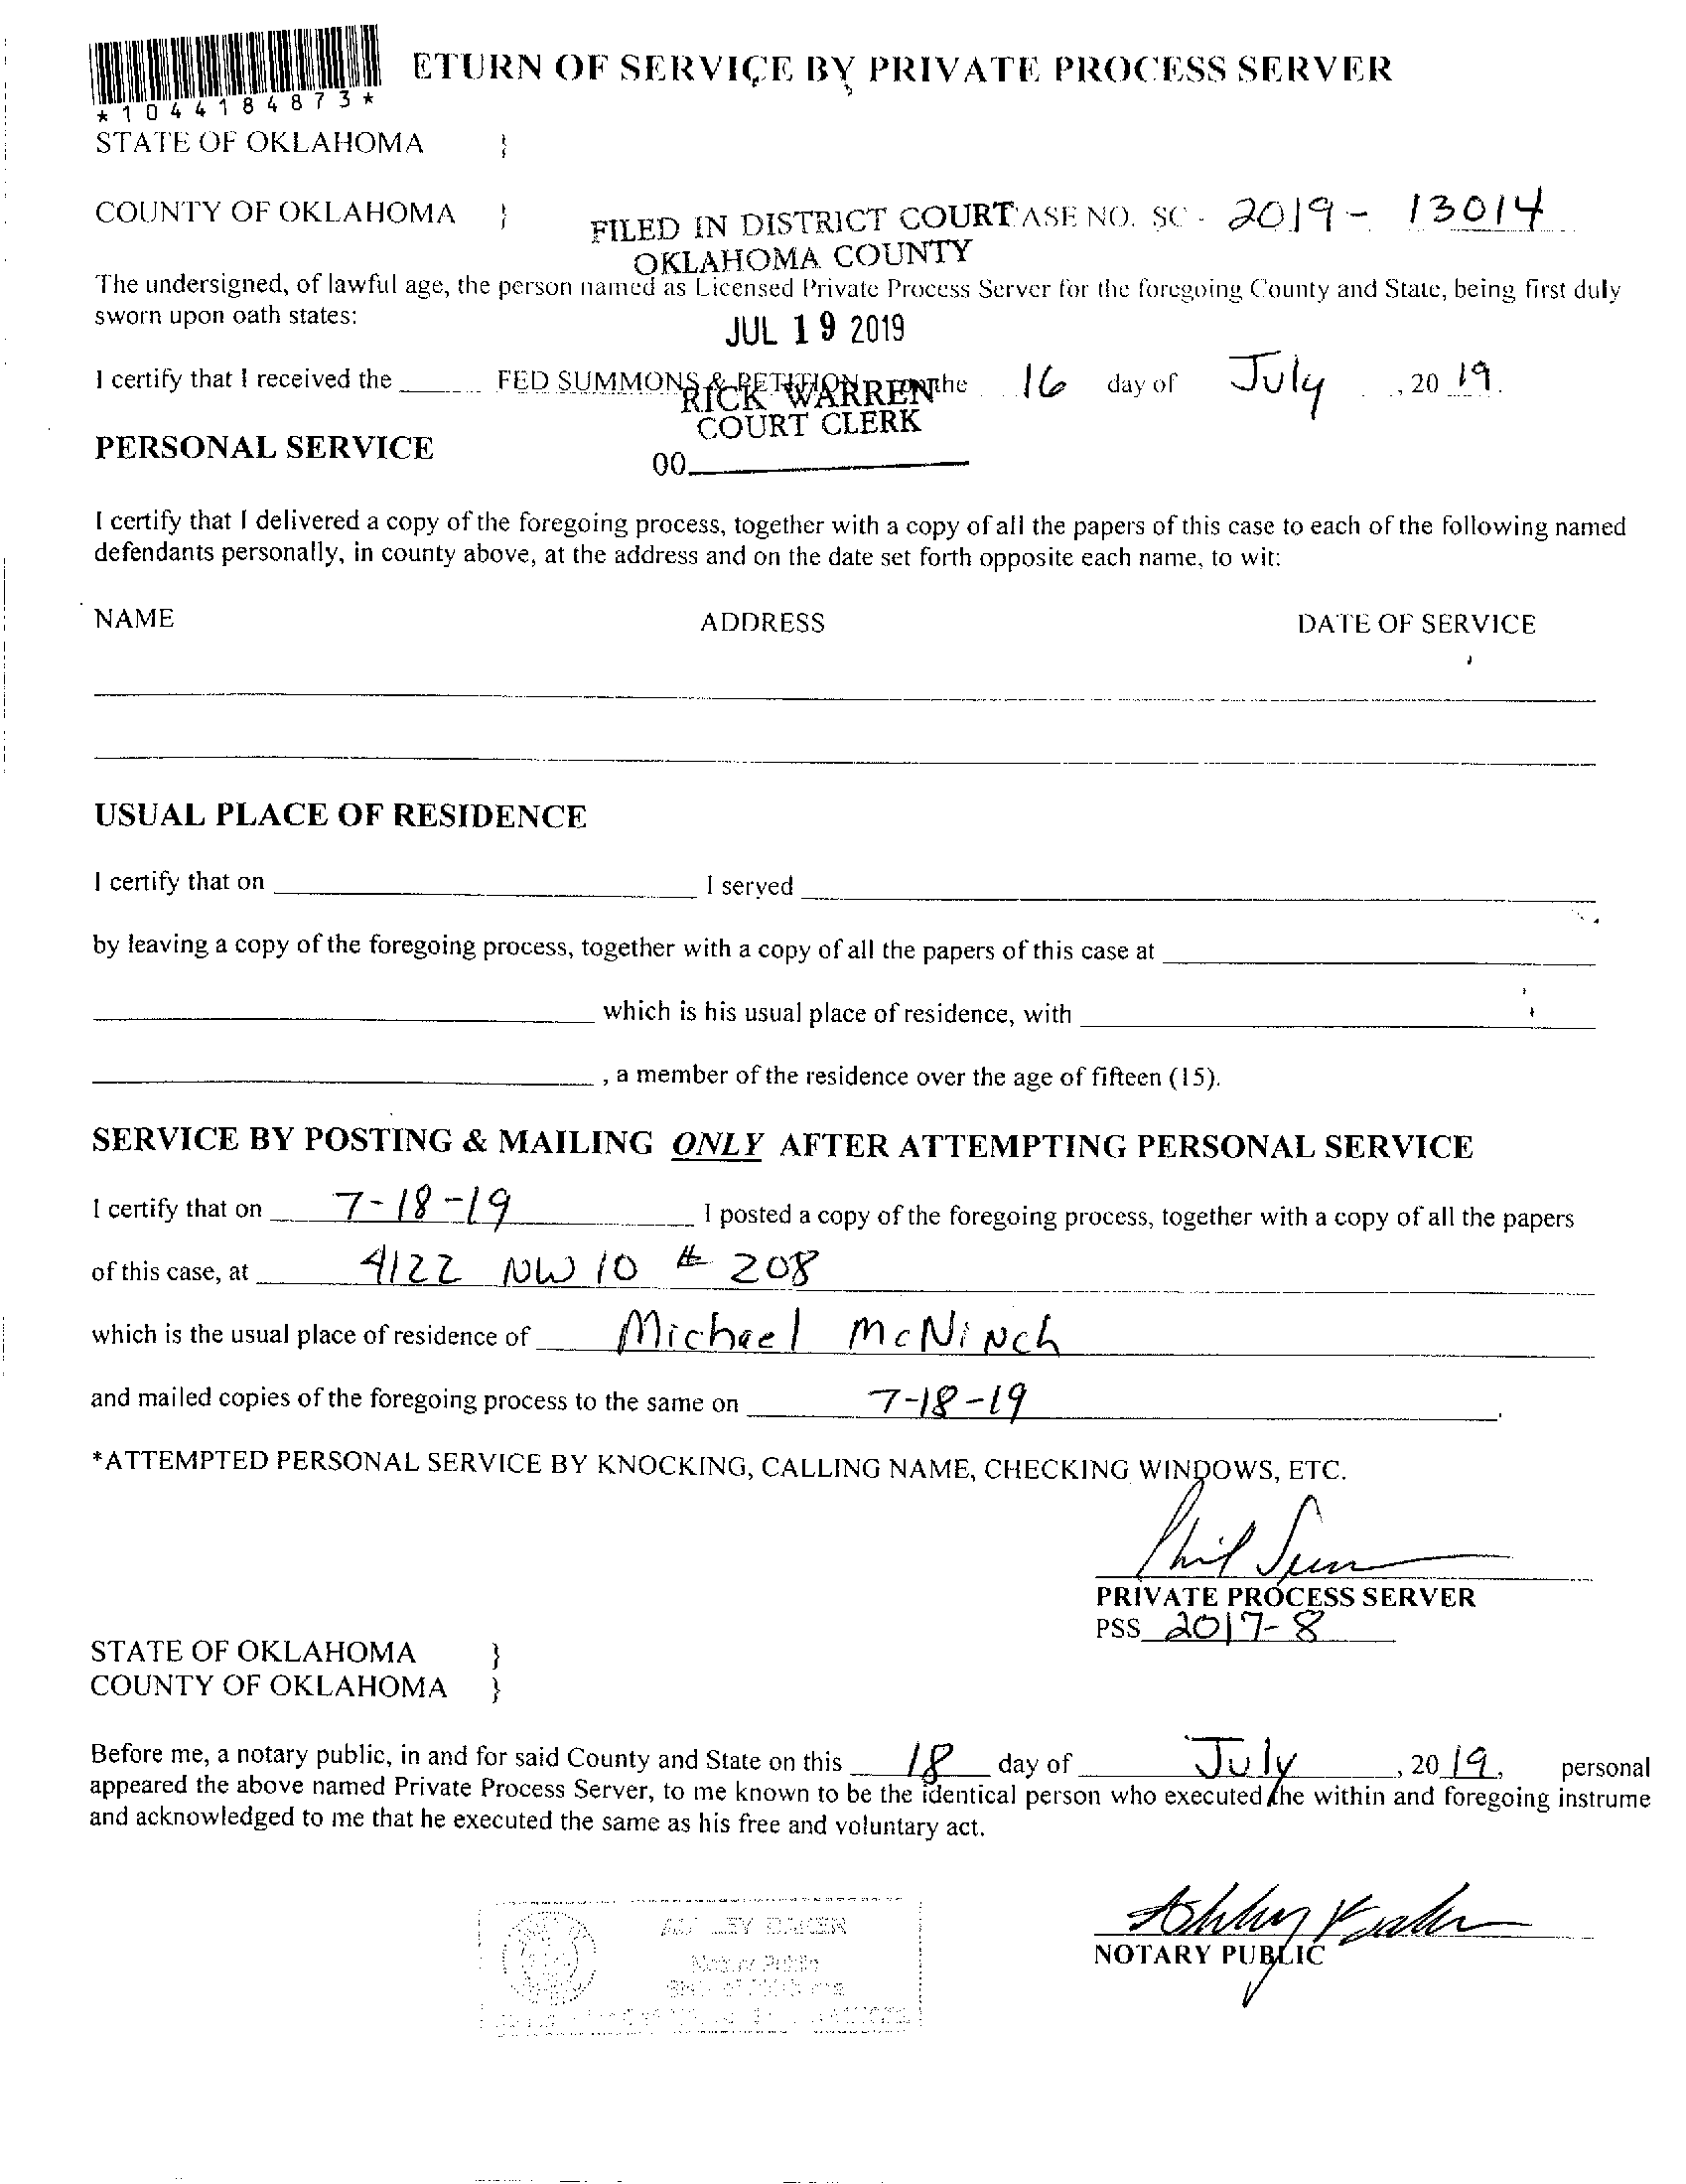 *1044184873*
ETURN OF SERVICE BY PRIVATE PROCESS SERVER
STATE OF OKLAHOMA }
COUNTY OF OKLAHOMA }
FILED IN DISTRICT COURT ASE NO. SC - 2019 - 13014
OKLAHOMA COUNTY
The undersigned, of lawful age, the person named as Licensed Private Process Server for the foregoing County and State, being first duly
sworn upon oath states:
JUL 19 2019
I certify that I received the FED SUMMONS & PETITION on the 16 day of July , 20 19.
RICK WARREN
COURT CLERK
PERSONAL SERVICE
00
I certify that I delivered a copy of the foregoing process, together with a copy of all the papers of this case to each of the following named
defendants personally, in county above, at the address and on the date set forth opposite each name, to wit:
NAME ADDRESS DATE OF SERVICE
USUAL PLACE OF RESIDENCE
I certify that on I served
by leaving a copy of the foregoing process, together with a copy of all the papers of this case at
which is his usual place of residence, with
, a member of the residence over the age of fifteen (15).
SERVICE BY POSTING & MAILING ONLY AFTER ATTEMPTING PERSONAL SERVICE
I certify that on 7-18-19 I posted a copy of the foregoing process, together with a copy of all the papers
of this case, at 4122 NW 10 # 208
which is the usual place of residence of Michael McNinch
and mailed copies of the foregoing process to the same on 7-18-19.
*ATTEMPTED PERSONAL SERVICE BY KNOCKING, CALLING NAME, CHECKING WINDOWS, ETC.
PRIVATE PROCESS SERVER
PSS 2017-8
STATE OF OKLAHOMA }
COUNTY OF OKLAHOMA }
Before me, a notary public, in and for said County and State on this 18 day of July , 20 19, personal
appeared the above named Private Process Server, to me known to be the identical person who executed the within and foregoing instrume
and acknowledged to me that he executed the same as his free and voluntary act.
Notary Public
NOTARY PUBLIC